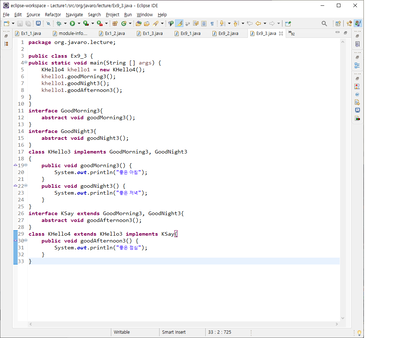 eclipse-workspace - Lecture1/src/org/javaro/lecture/Ex9_3.java - Eclipse IDE
File Edit Source Refactor Navigate Search Project Run Window Help
Ex1_1.java module-info... Ex1_2.java Ex3_1.java Ex9_1.java Ex9_2.java Ex9_3.java
1 package org.javaro.lecture;
2
3 public class Ex9_3 {
4 public static void main(String [] args) {
5 KHello4 khello1 = new KHello4();
6 khello1.goodMorning3();
7 khello1.goodNight3();
8 khello1.goodAfternoon3();
9 }
10 }
11 interface GoodMorning3{
12 abstract void goodMorning3();
13 }
14 interface GoodNight3{
15 abstract void goodNight3();
16 }
17 class KHello3 implements GoodMorning3, GoodNight3
18 {
19 public void goodMorning3() {
20 System.out.println("좋은 아침");
21 }
22 public void goodNight3() {
23 System.out.println("좋은 저녁");
24 }
25 }
26 interface KSay extends GoodMorning3, GoodNight3{
27 abstract void goodAfternoon3();
28 }
29 class KHello4 extends KHello3 implements KSay{
30 public void goodAfternoon3() {
31 System.out.println("좋은 점심");
32 }
33 }
Writable Smart Insert 33 : 2 : 725